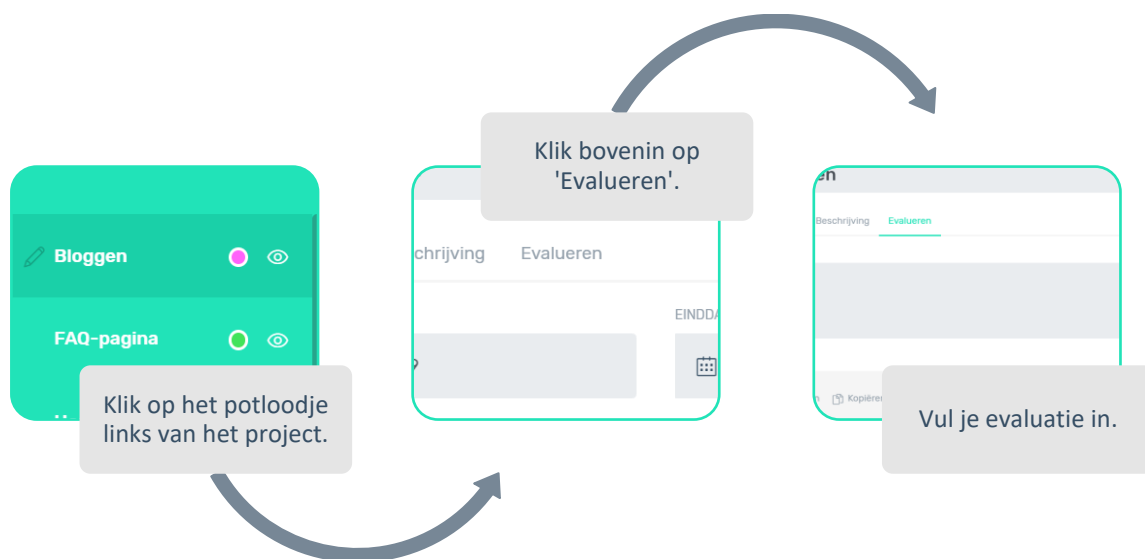 Bloggen
FAQ-pagina
Klik op het potloodje
links van het project.
Klik bovenin op
'Evalueren'.
chrijving Evalueren
EINDDA
en
Beschrijving Evalueren
Kopiëren
Vul je evaluatie in.